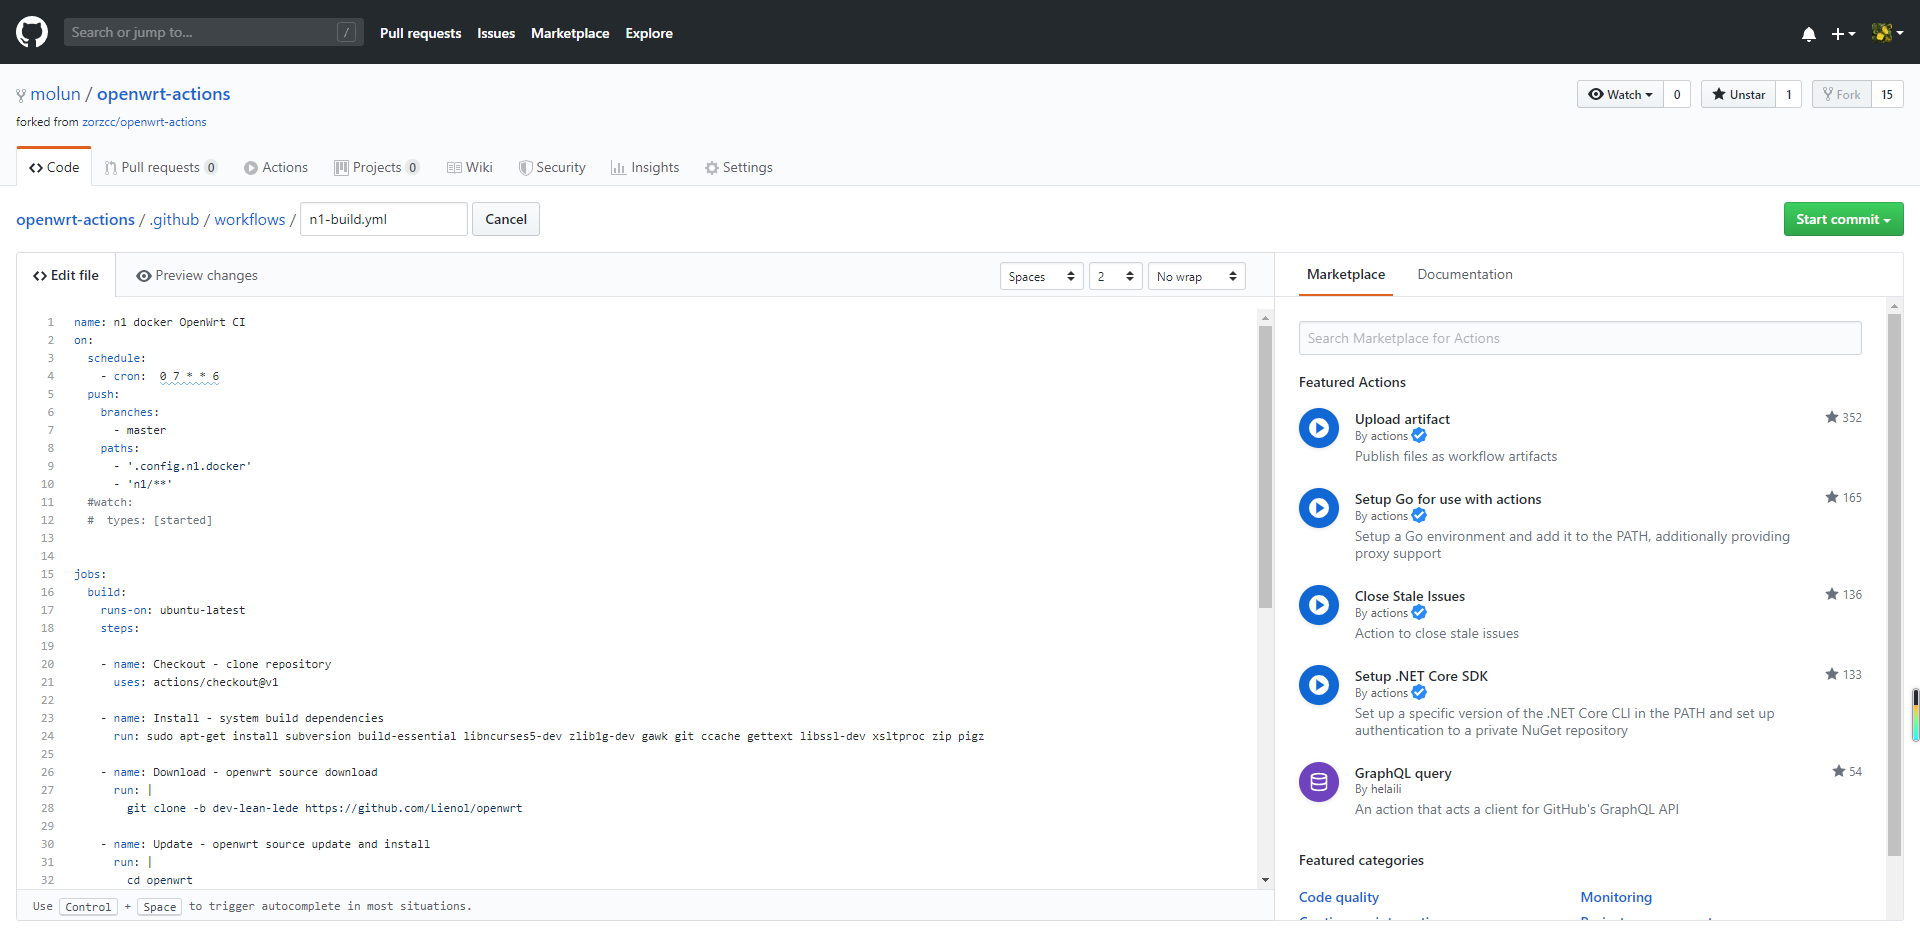 Search or jump to... /
Pull requests Issues Marketplace Explore
molun / openwrt-actions
forked from zorzcc/openwrt-actions
Watch 0 Unstar 1 Fork 15
Code Pull requests 0 Actions Projects 0 Wiki Security Insights Settings
openwrt-actions / .github / workflows / n1-build.yml Cancel Start commit
Edit file Preview changes Spaces 2 No wrap
1 name: n1 docker OpenWrt CI
2 on:
3   schedule:
4     - cron:  0 7 * * 6
5   push:
6     branches:
7       - master
8     paths:
9       - '.config.n1.docker'
10       - 'n1/**'
11   #watch:
12   #  types: [started]
13
14
15 jobs:
16   build:
17     runs-on: ubuntu-latest
18     steps:
19
20     - name: Checkout - clone repository
21       uses: actions/checkout@v1
22
23     - name: Install - system build dependencies
24       run: sudo apt-get install subversion build-essential libncurses5-dev zlib1g-dev gawk git ccache gettext libssl-dev xsltproc zip pigz
25
26     - name: Download - openwrt source download
27       run: |
28         git clone -b dev-lean-lede https://github.com/Lienol/openwrt
29
30     - name: Update - openwrt source update and install
31       run: |
32         cd openwrt
Use Control + Space to trigger autocomplete in most situations.
Marketplace Documentation
Search Marketplace for Actions
Featured Actions
Upload artifact 352
By actions
Publish files as workflow artifacts
Setup Go for use with actions 165
By actions
Setup a Go environment and add it to the PATH, additionally providing
proxy support
Close Stale Issues 136
By actions
Action to close stale issues
Setup .NET Core SDK 133
By actions
Set up a specific version of the .NET Core CLI in the PATH and set up
authentication to a private NuGet repository
GraphQL query 54
By helaili
An action that acts a client for GitHub's GraphQL API
Featured categories
Code quality Monitoring